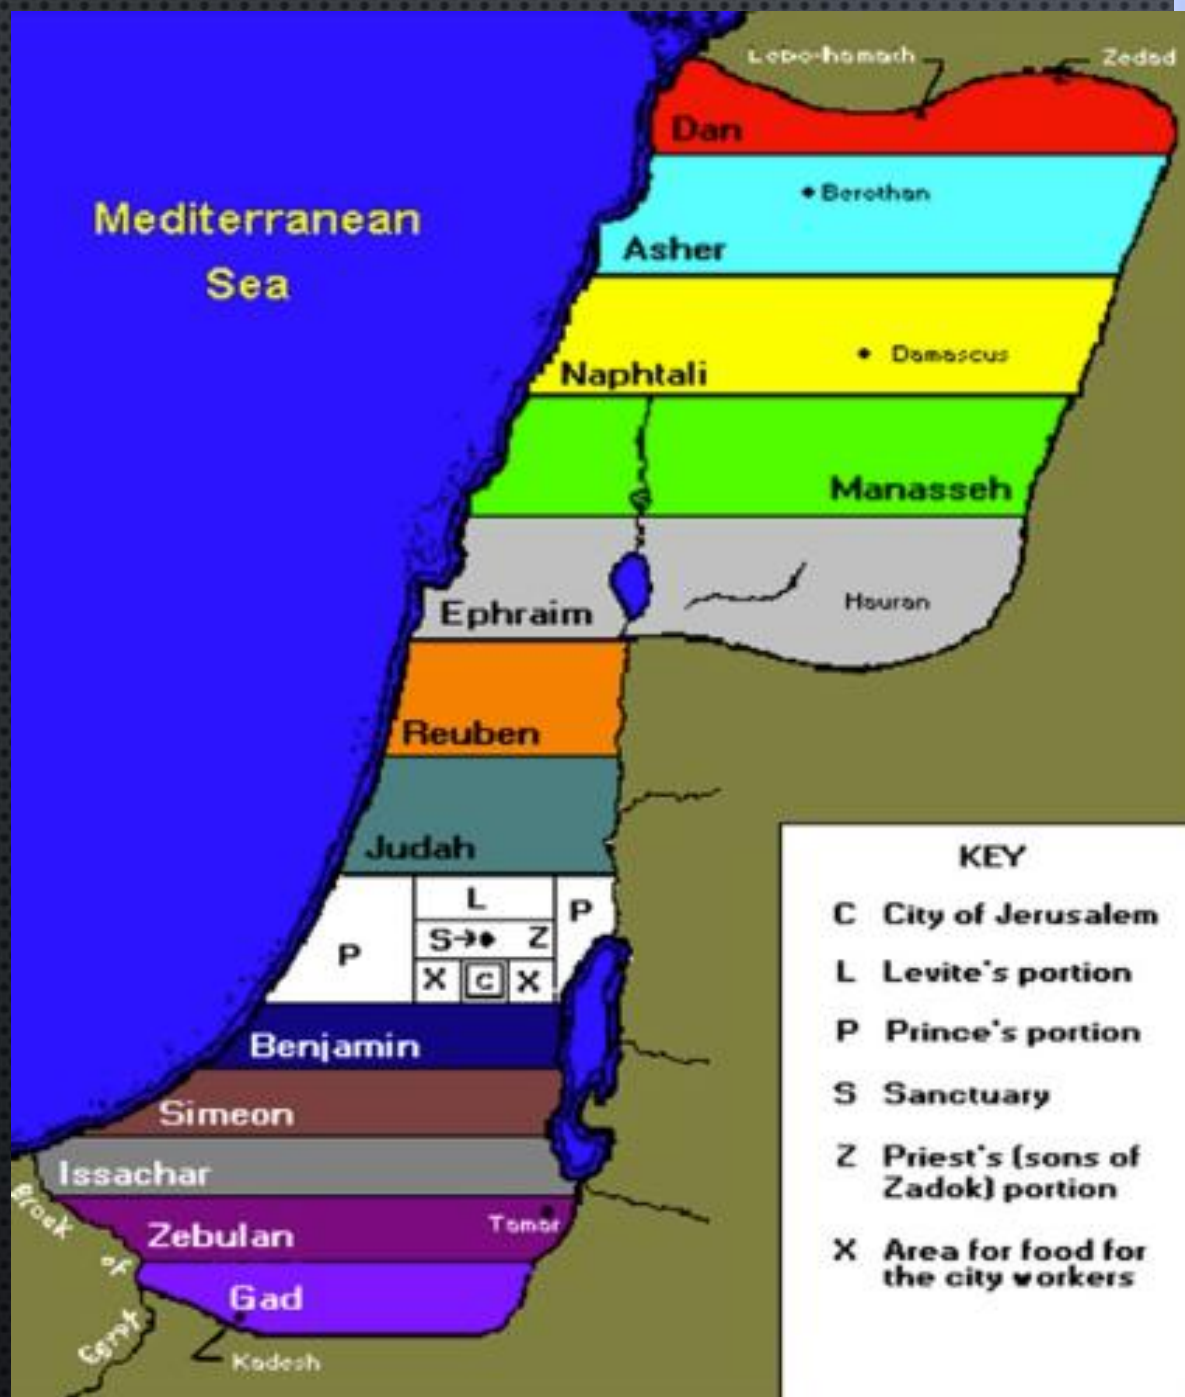 Lebo-hamath
Zedad
Dan
Berothan
Mediterranean
Sea
Asher
Damascus
Naphtali
Manasseh
Hauran
Ephraim
Reuben
Judah
KEY
C City of Jerusalem
L Levite's portion
P Prince's portion
S Sanctuary
Z Priest's (sons of
Zadok) portion
X Area for food for
the city workers
L
P
S Z
P
X C X
Benjamin
Simeon
Issachar
Brook of Egypt
Tamar
Zebulan
Gad
Kadesh